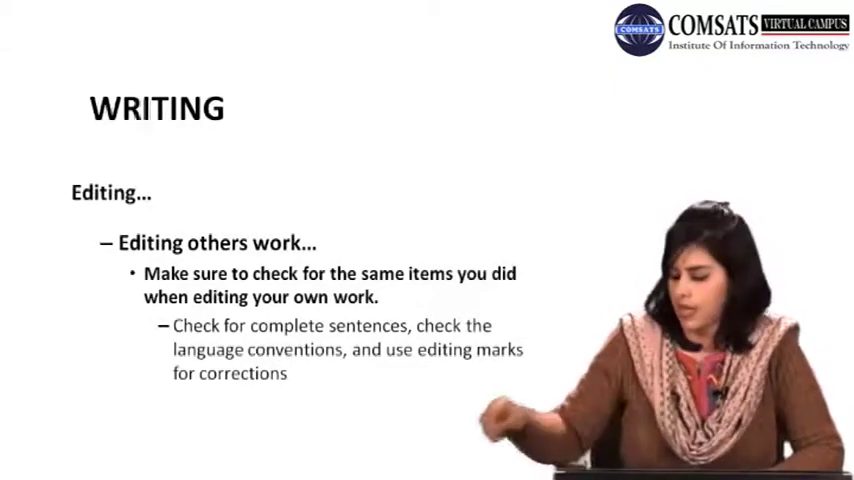 COMSATS VIRTUAL CAMPUS
COMSATS Institute Of Information Technology
WRITING
Editing...
– Editing others work...
• Make sure to check for the same items you did
when editing your own work.
– Check for complete sentences, check the
language conventions, and use editing marks
for corrections